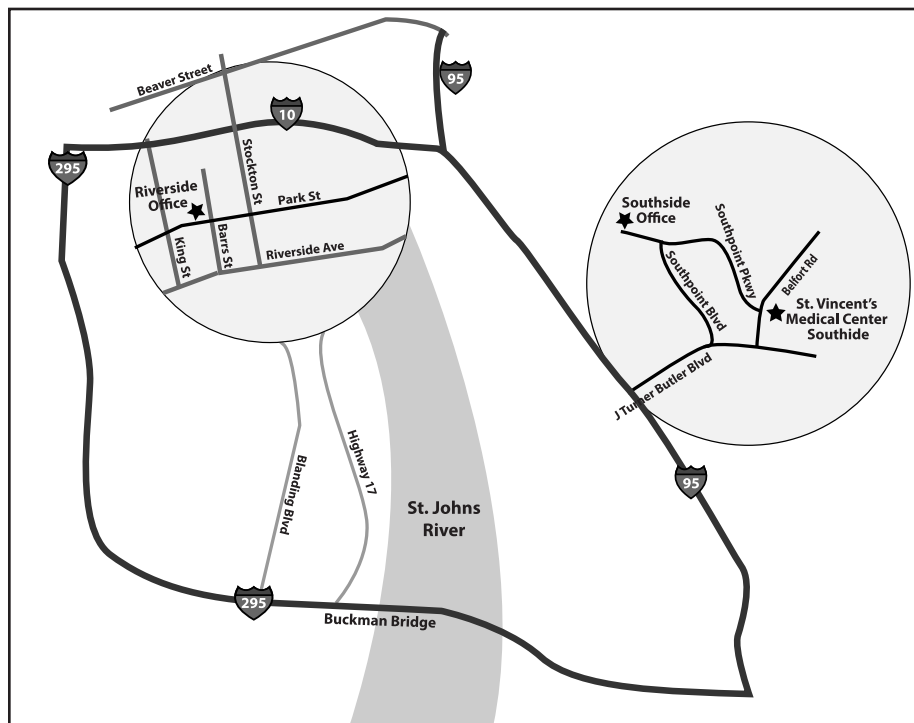 Beaver Street
95
10
295
Stockton St
Riverside
Office
Park St
King St
Barrs St
Riverside Ave
Southside
Office
Southpoint Pkwy
Belfort Rd
Southpoint Blvd
St. Vincent's
Medical Center
Southide
J Turner Butler Blvd
Highway 17
Blanding Blvd
95
St. Johns
River
295
Buckman Bridge